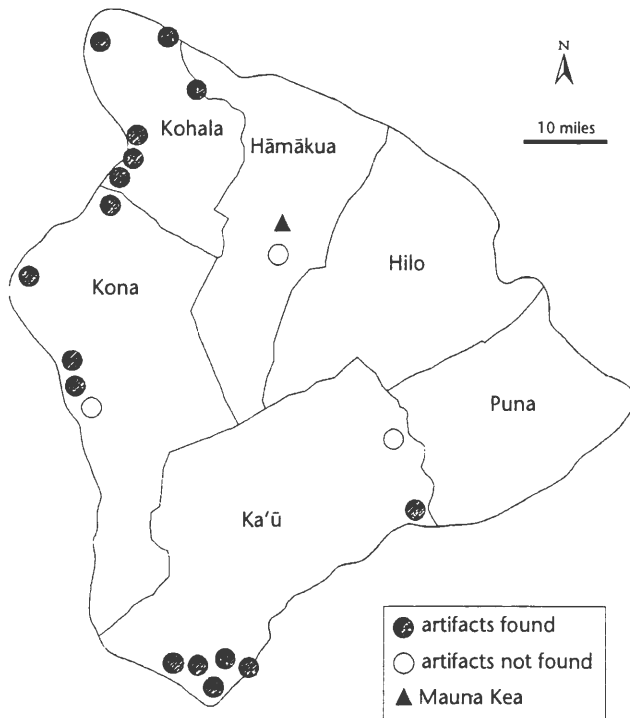 N
10 miles
Kohala
Hāmākua
Hilo
Kona
Puna
Ka‘ū
artifacts found
artifacts not found
Mauna Kea